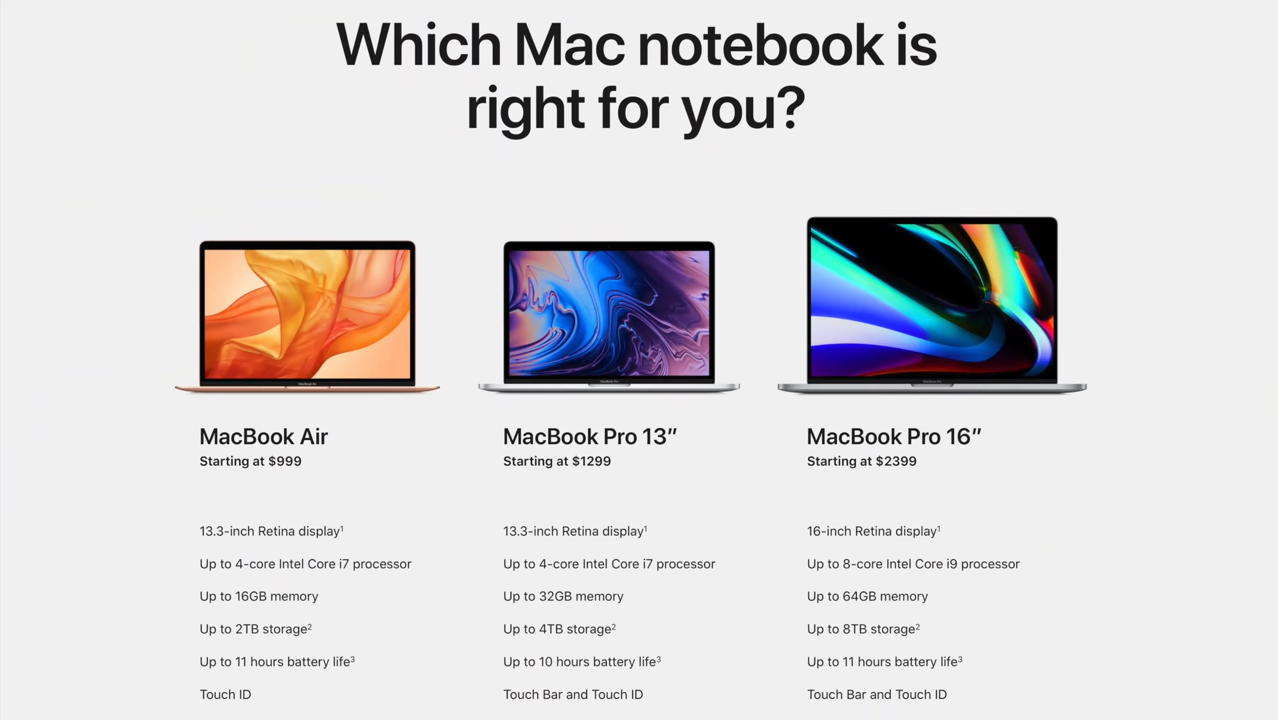 Which Mac notebook is
right for you?
MacBook Air
Starting at $999
13.3-inch Retina display¹
Up to 4-core Intel Core i7 processor
Up to 16GB memory
Up to 2TB storage²
Up to 11 hours battery life³
Touch ID
MacBook Pro 13″
Starting at $1299
13.3-inch Retina display¹
Up to 4-core Intel Core i7 processor
Up to 32GB memory
Up to 4TB storage²
Up to 10 hours battery life³
Touch Bar and Touch ID
MacBook Pro 16″
Starting at $2399
16-inch Retina display¹
Up to 8-core Intel Core i9 processor
Up to 64GB memory
Up to 8TB storage²
Up to 11 hours battery life³
Touch Bar and Touch ID